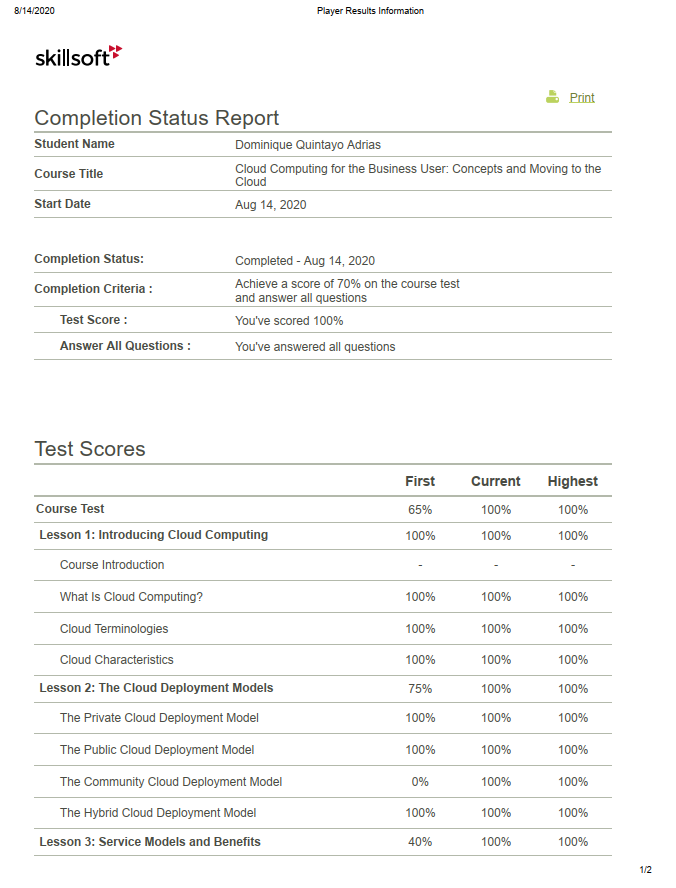 8/14/2020 Player Results Information
skillsoft
Print
Completion Status Report
Student Name Dominique Quintayo Adrias
Course Title Cloud Computing for the Business User: Concepts and Moving to the
Cloud
Start Date Aug 14, 2020
Completion Status: Completed - Aug 14, 2020
Completion Criteria : Achieve a score of 70% on the course test
and answer all questions
Test Score : You've scored 100%
Answer All Questions : You've answered all questions
Test Scores
First Current Highest
Course Test 65% 100% 100%
Lesson 1: Introducing Cloud Computing 100% 100% 100%
Course Introduction - - -
What Is Cloud Computing? 100% 100% 100%
Cloud Terminologies 100% 100% 100%
Cloud Characteristics 100% 100% 100%
Lesson 2: The Cloud Deployment Models 75% 100% 100%
The Private Cloud Deployment Model 100% 100% 100%
The Public Cloud Deployment Model 100% 100% 100%
The Community Cloud Deployment Model 0% 100% 100%
The Hybrid Cloud Deployment Model 100% 100% 100%
Lesson 3: Service Models and Benefits 40% 100% 100%
1/2